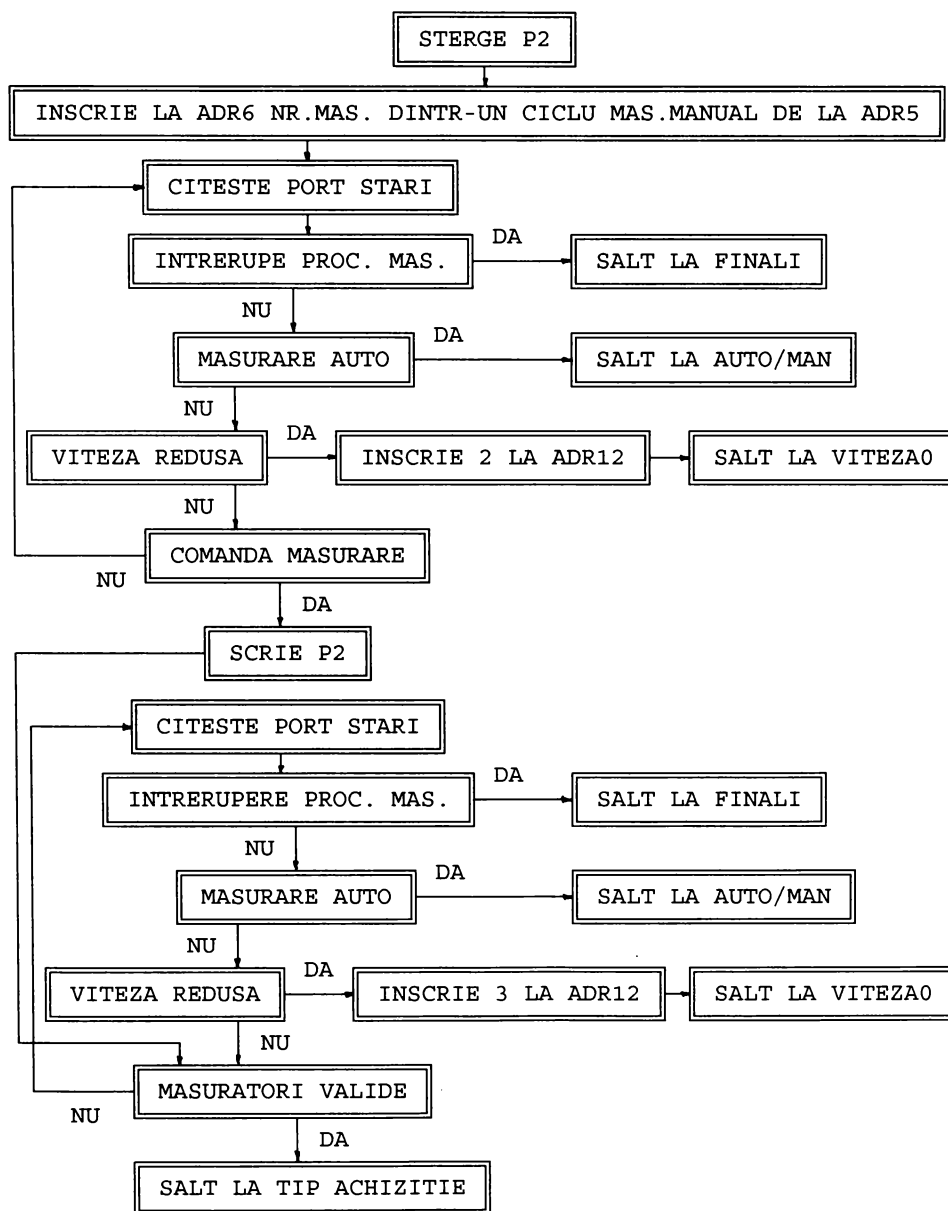 STERGE P2
INSCRIE LA ADR6 NR.MAS. DINTR-UN CICLU MAS.MANUAL DE LA ADR5
CITESTE PORT STARI
DA
INTRERUPE PROC. MAS.
SALT LA FINALI
NU
DA
MASURARE AUTO
SALT LA AUTO/MAN
NU
DA
VITEZA REDUSA
INSCRIE 2 LA ADR12
SALT LA VITEZA0
NU
COMANDA MASURARE
NU
DA
SCRIE P2
CITESTE PORT STARI
DA
INTRERUPERE PROC. MAS.
SALT LA FINALI
NU
DA
MASURARE AUTO
SALT LA AUTO/MAN
NU
DA
VITEZA REDUSA
INSCRIE 3 LA ADR12
SALT LA VITEZA0
NU
MASURATORI VALIDE
NU
DA
SALT LA TIP ACHIZITIE